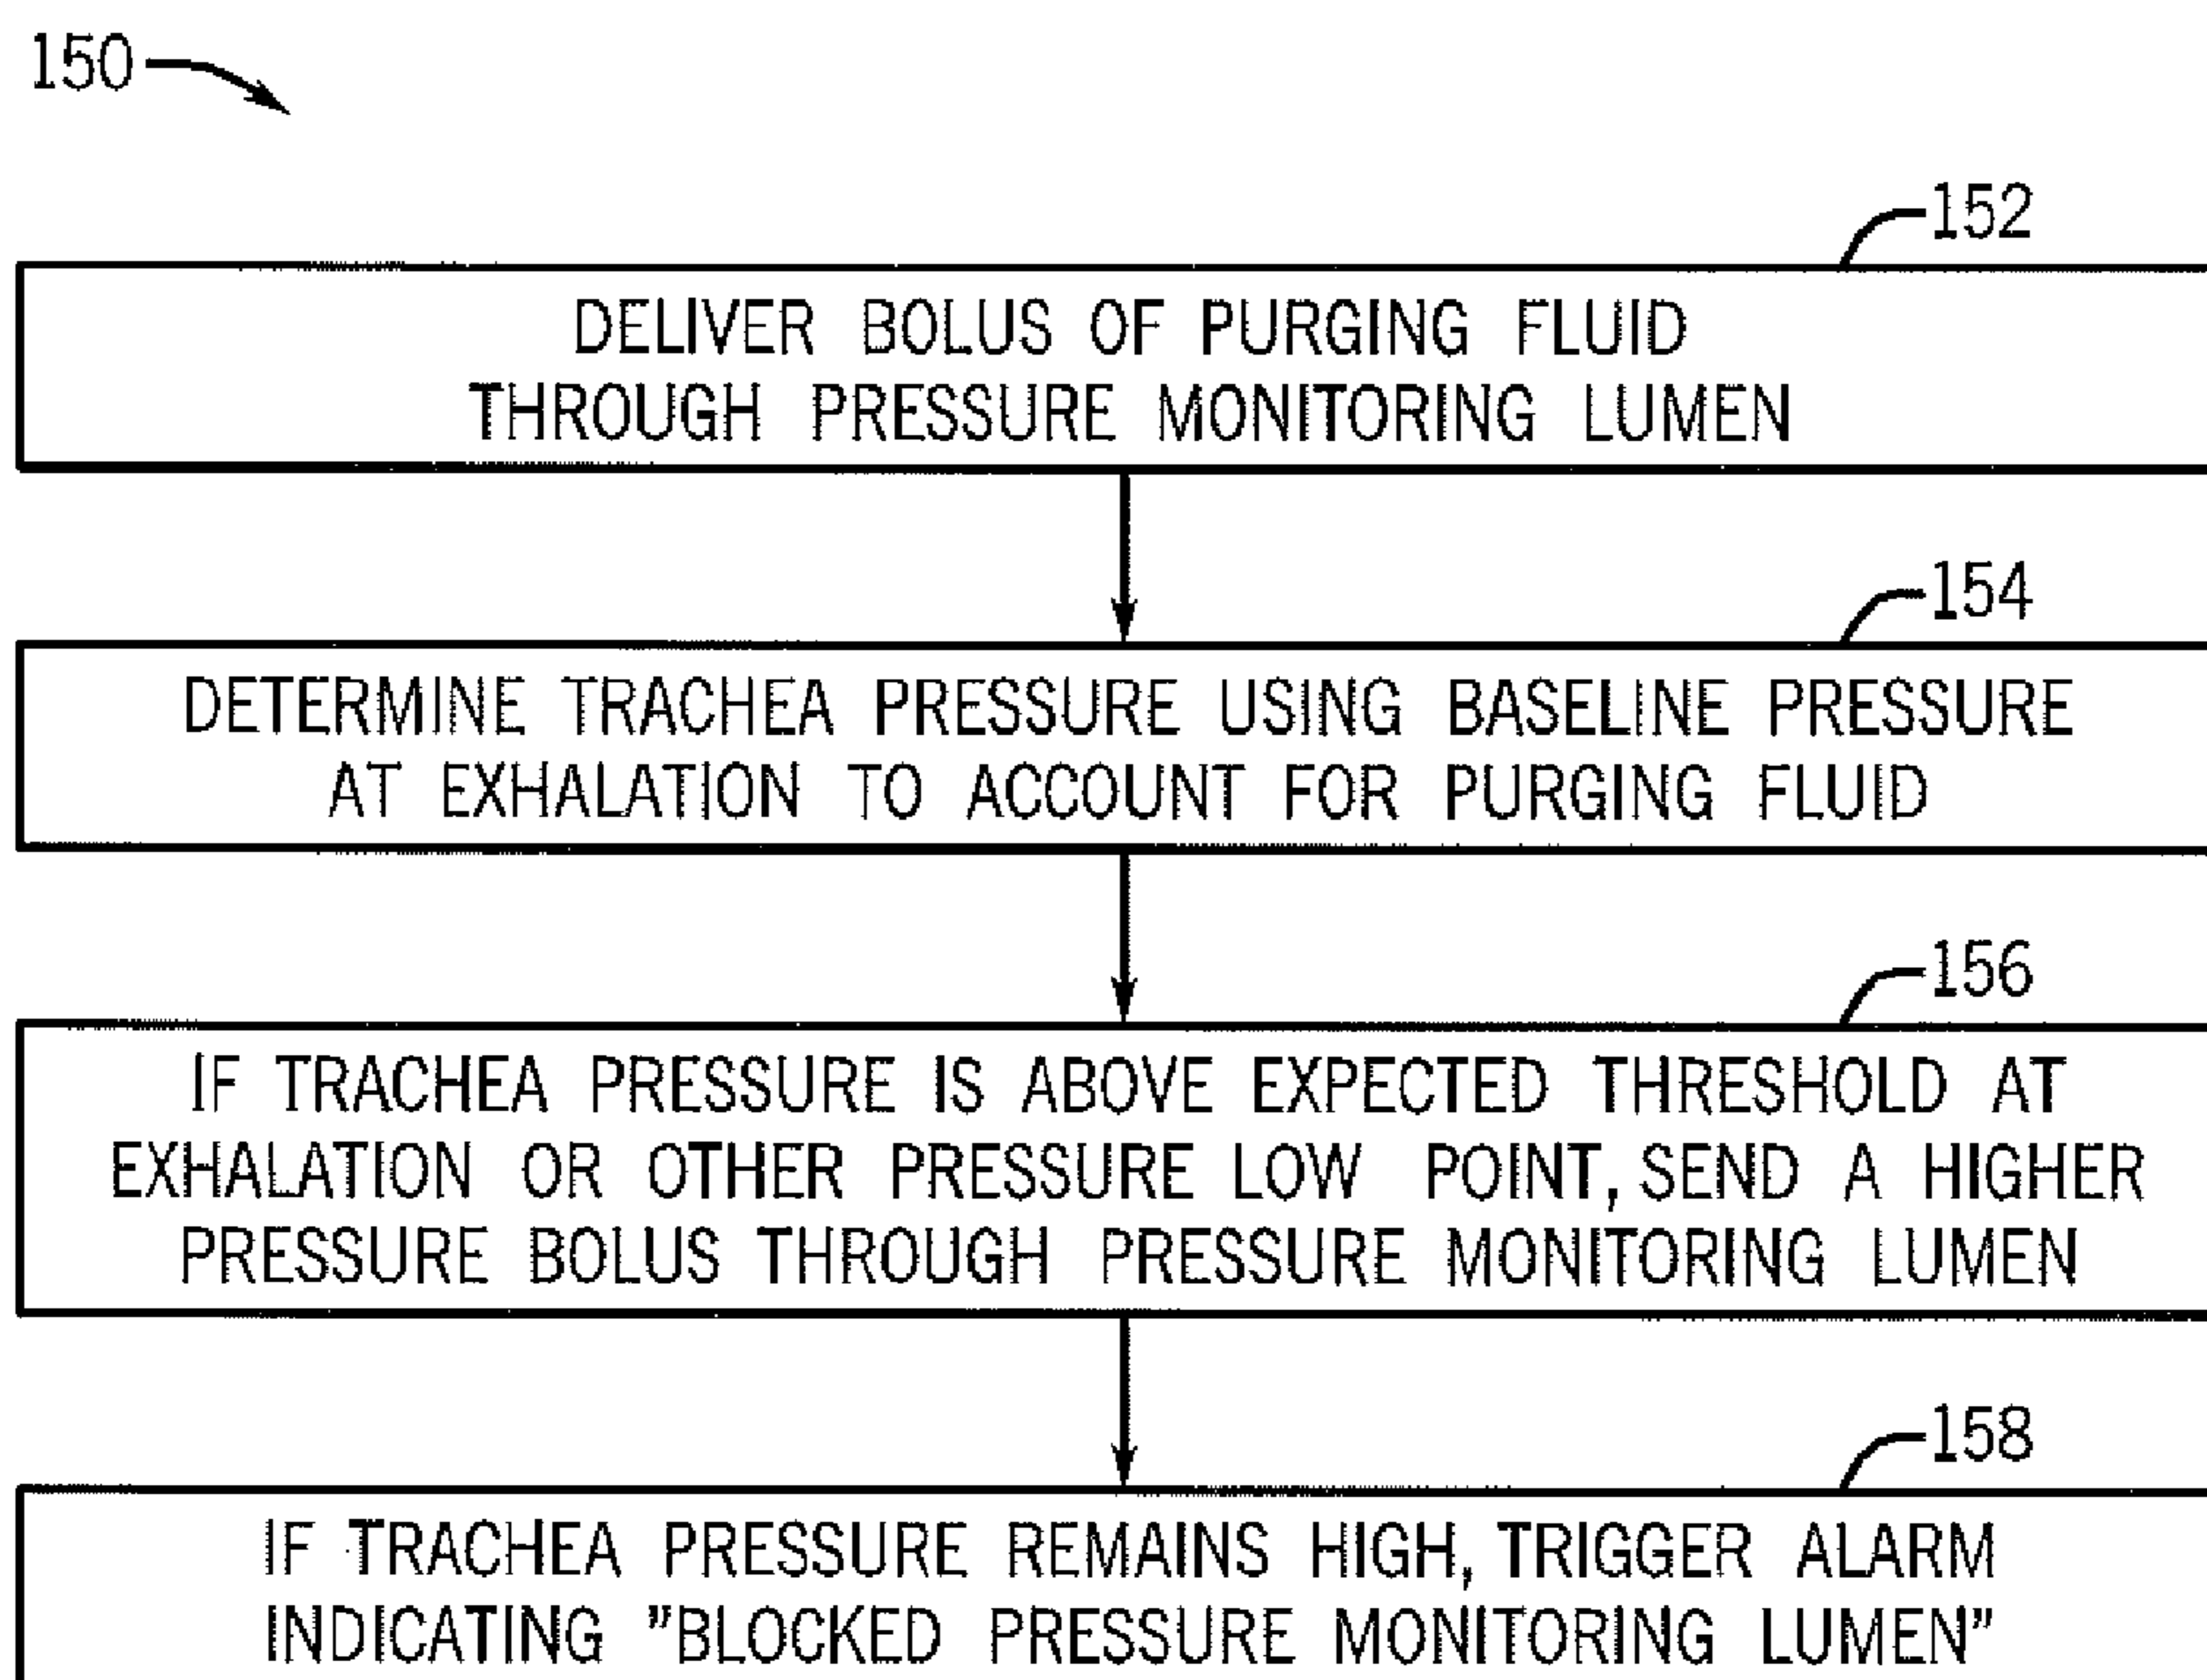 150
152
DELIVER BOLUS OF PURGING FLUID
THROUGH PRESSURE MONITORING LUMEN
154
DETERMINE TRACHEA PRESSURE USING BASELINE PRESSURE
AT EXHALATION TO ACCOUNT FOR PURGING FLUID
156
IF TRACHEA PRESSURE IS ABOVE EXPECTED THRESHOLD AT
EXHALATION OR OTHER PRESSURE LOW POINT, SEND A HIGHER
PRESSURE BOLUS THROUGH PRESSURE MONITORING LUMEN
158
IF TRACHEA PRESSURE REMAINS HIGH, TRIGGER ALARM
INDICATING "BLOCKED PRESSURE MONITORING LUMEN"